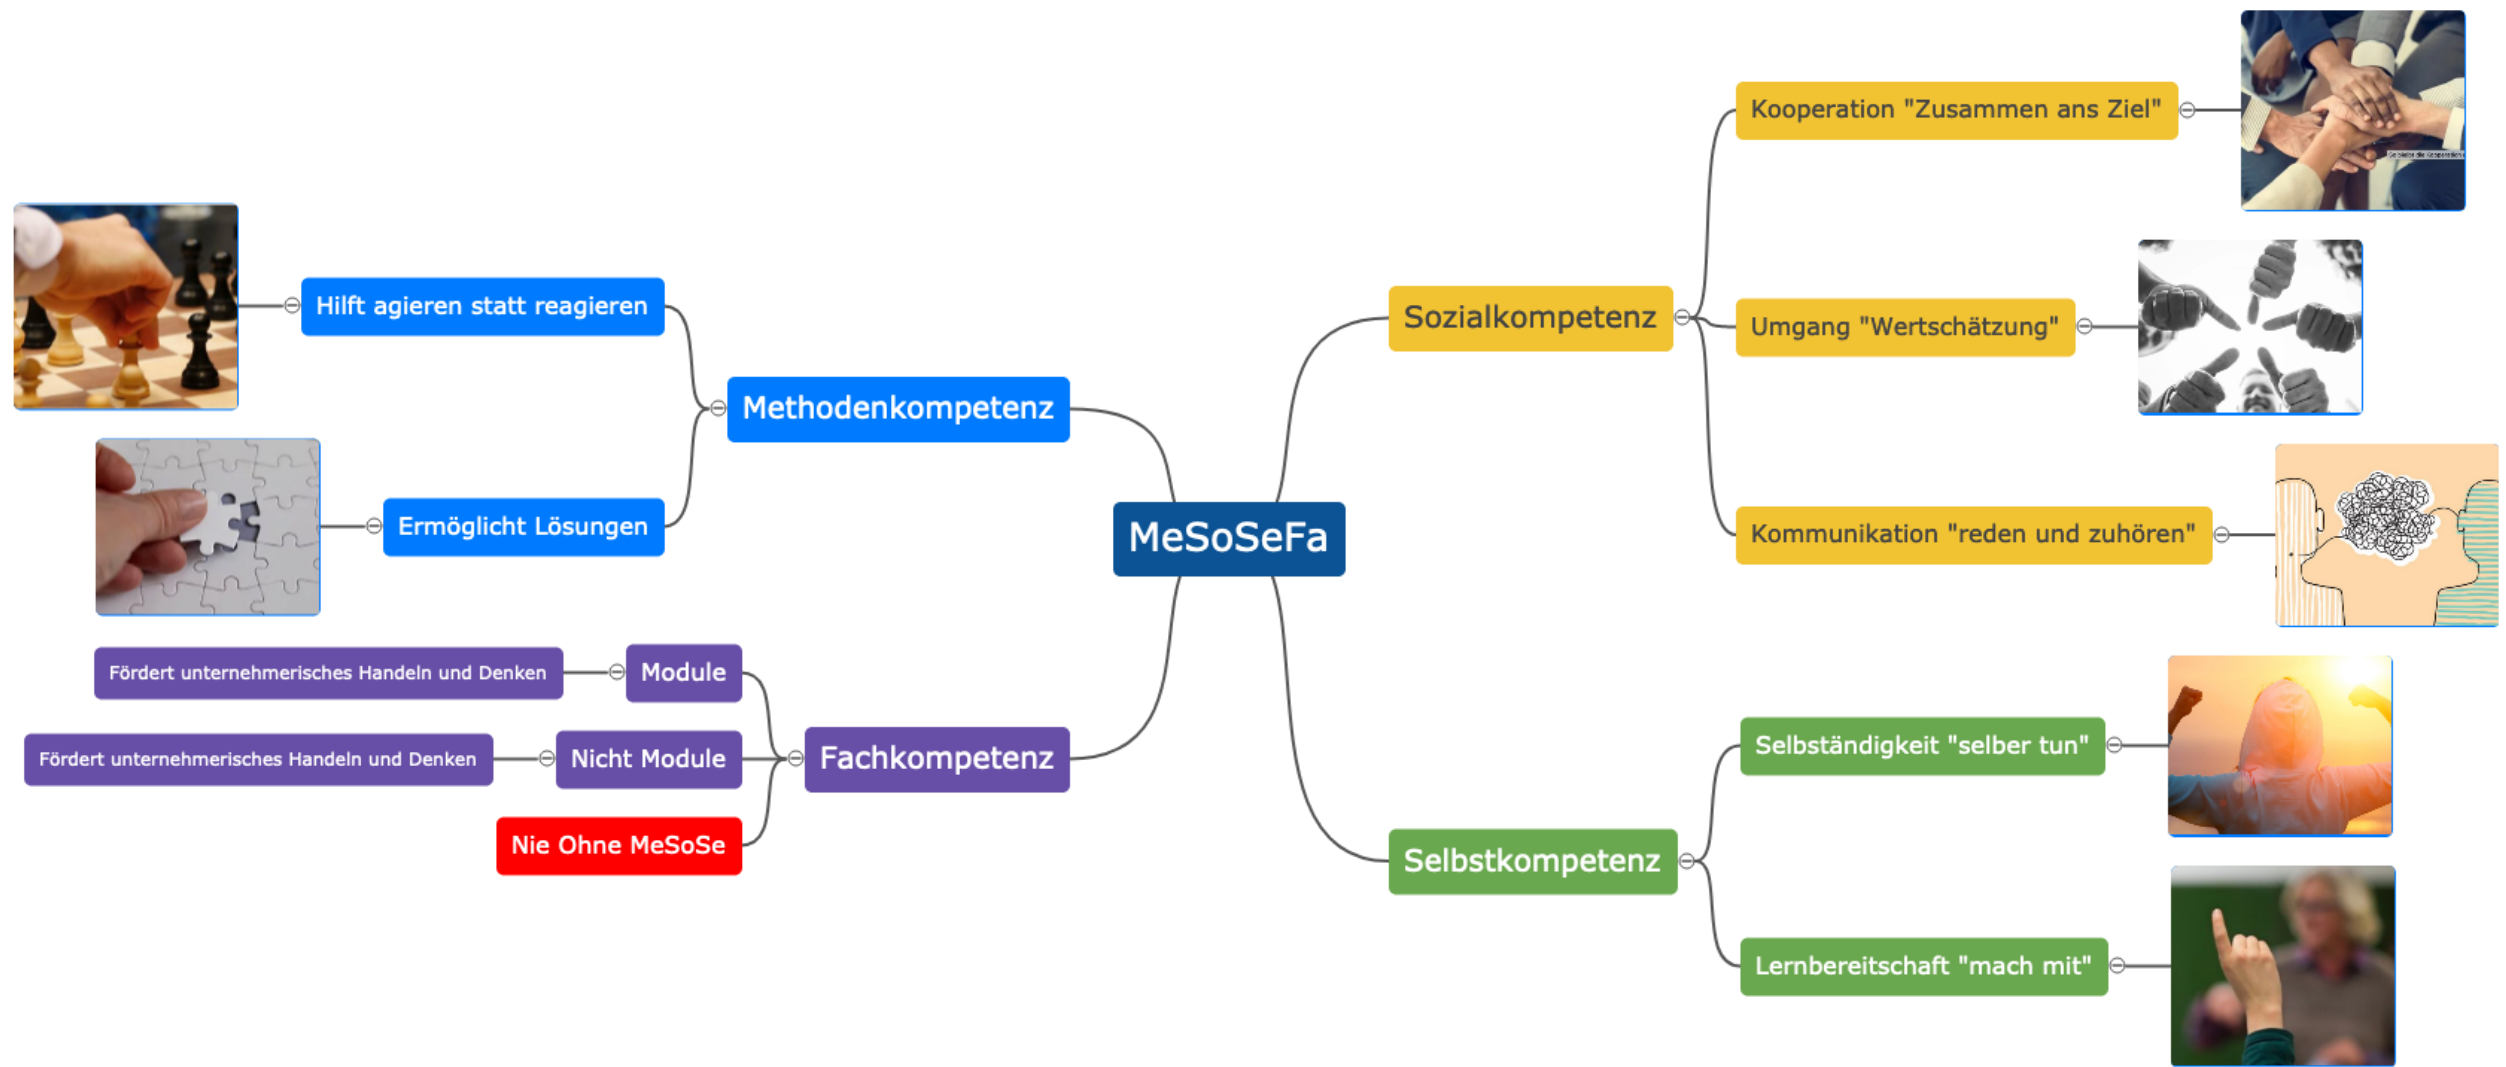 MeSoSeFa
Methodenkompetenz
Hilft agieren statt reagieren
Ermöglicht Lösungen
Fachkompetenz
Module
Fördert unternehmerisches Handeln und Denken
Nicht Module
Fördert unternehmerisches Handeln und Denken
Nie Ohne MeSoSe
Sozialkompetenz
Kooperation "Zusammen ans Ziel"
Umgang "Wertschätzung"
Kommunikation "reden und zuhören"
Selbstkompetenz
Selbständigkeit "selber tun"
Lernbereitschaft "mach mit"